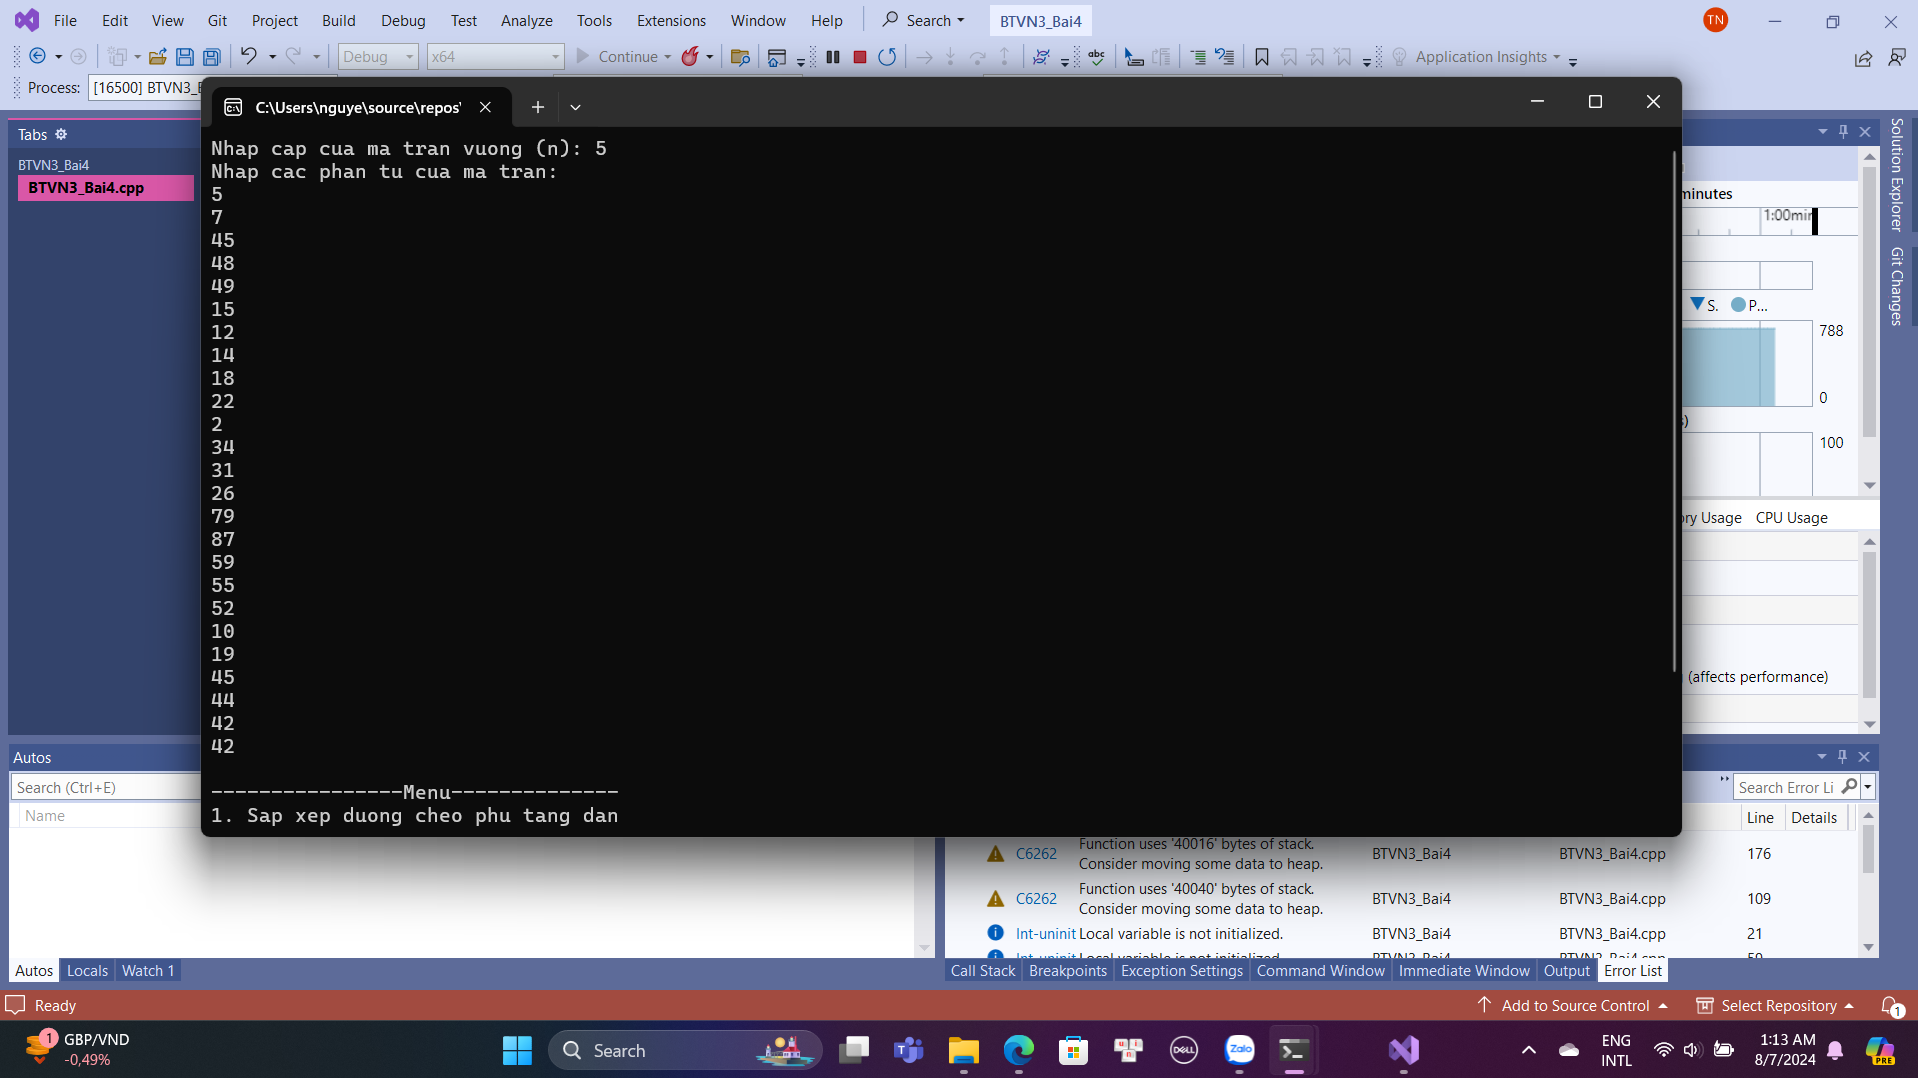 File Edit View Git Project Build Debug Test Analyze Tools Extensions Window Help Search BTVN3_Bai4 TN
Debug x64 Continue abc Application Insights
Process: [16500] BTVN3_
C:\Users\nguye\source\repos\
Tabs
BTVN3_Bai4
BTVN3_Bai4.cpp
Nhap cap cua ma tran vuong (n): 5
Nhap cac phan tu cua ma tran:
5
7
45
48
49
15
12
14
18
22
2
34
31
26
79
87
59
55
52
10
19
45
44
42
42
----------------Menu--------------
1. Sap xep duong cheo phu tang dan
minutes
1:00min
S. P...
788
0
100
Usage CPU Usage
(affects performance)
Solution Explorer
Git Changes
Autos
Search (Ctrl+E)
Name
Autos Locals Watch 1
Search Error Li
Line Details
C6262 Function uses '40016' bytes of stack. Consider moving some data to heap. BTVN3_Bai4 BTVN3_Bai4.cpp 176
C6262 Function uses '40040' bytes of stack. Consider moving some data to heap. BTVN3_Bai4 BTVN3_Bai4.cpp 109
Int-uninit Local variable is not initialized. BTVN3_Bai4 BTVN3_Bai4.cpp 21
Call Stack Breakpoints Exception Settings Command Window Immediate Window Output Error List
Ready Add to Source Control Select Repository 1
1 GBP/VND
-0,49%
Search
DELL
Zalo
ENG
INTL
1:13 AM
8/7/2024
PRE